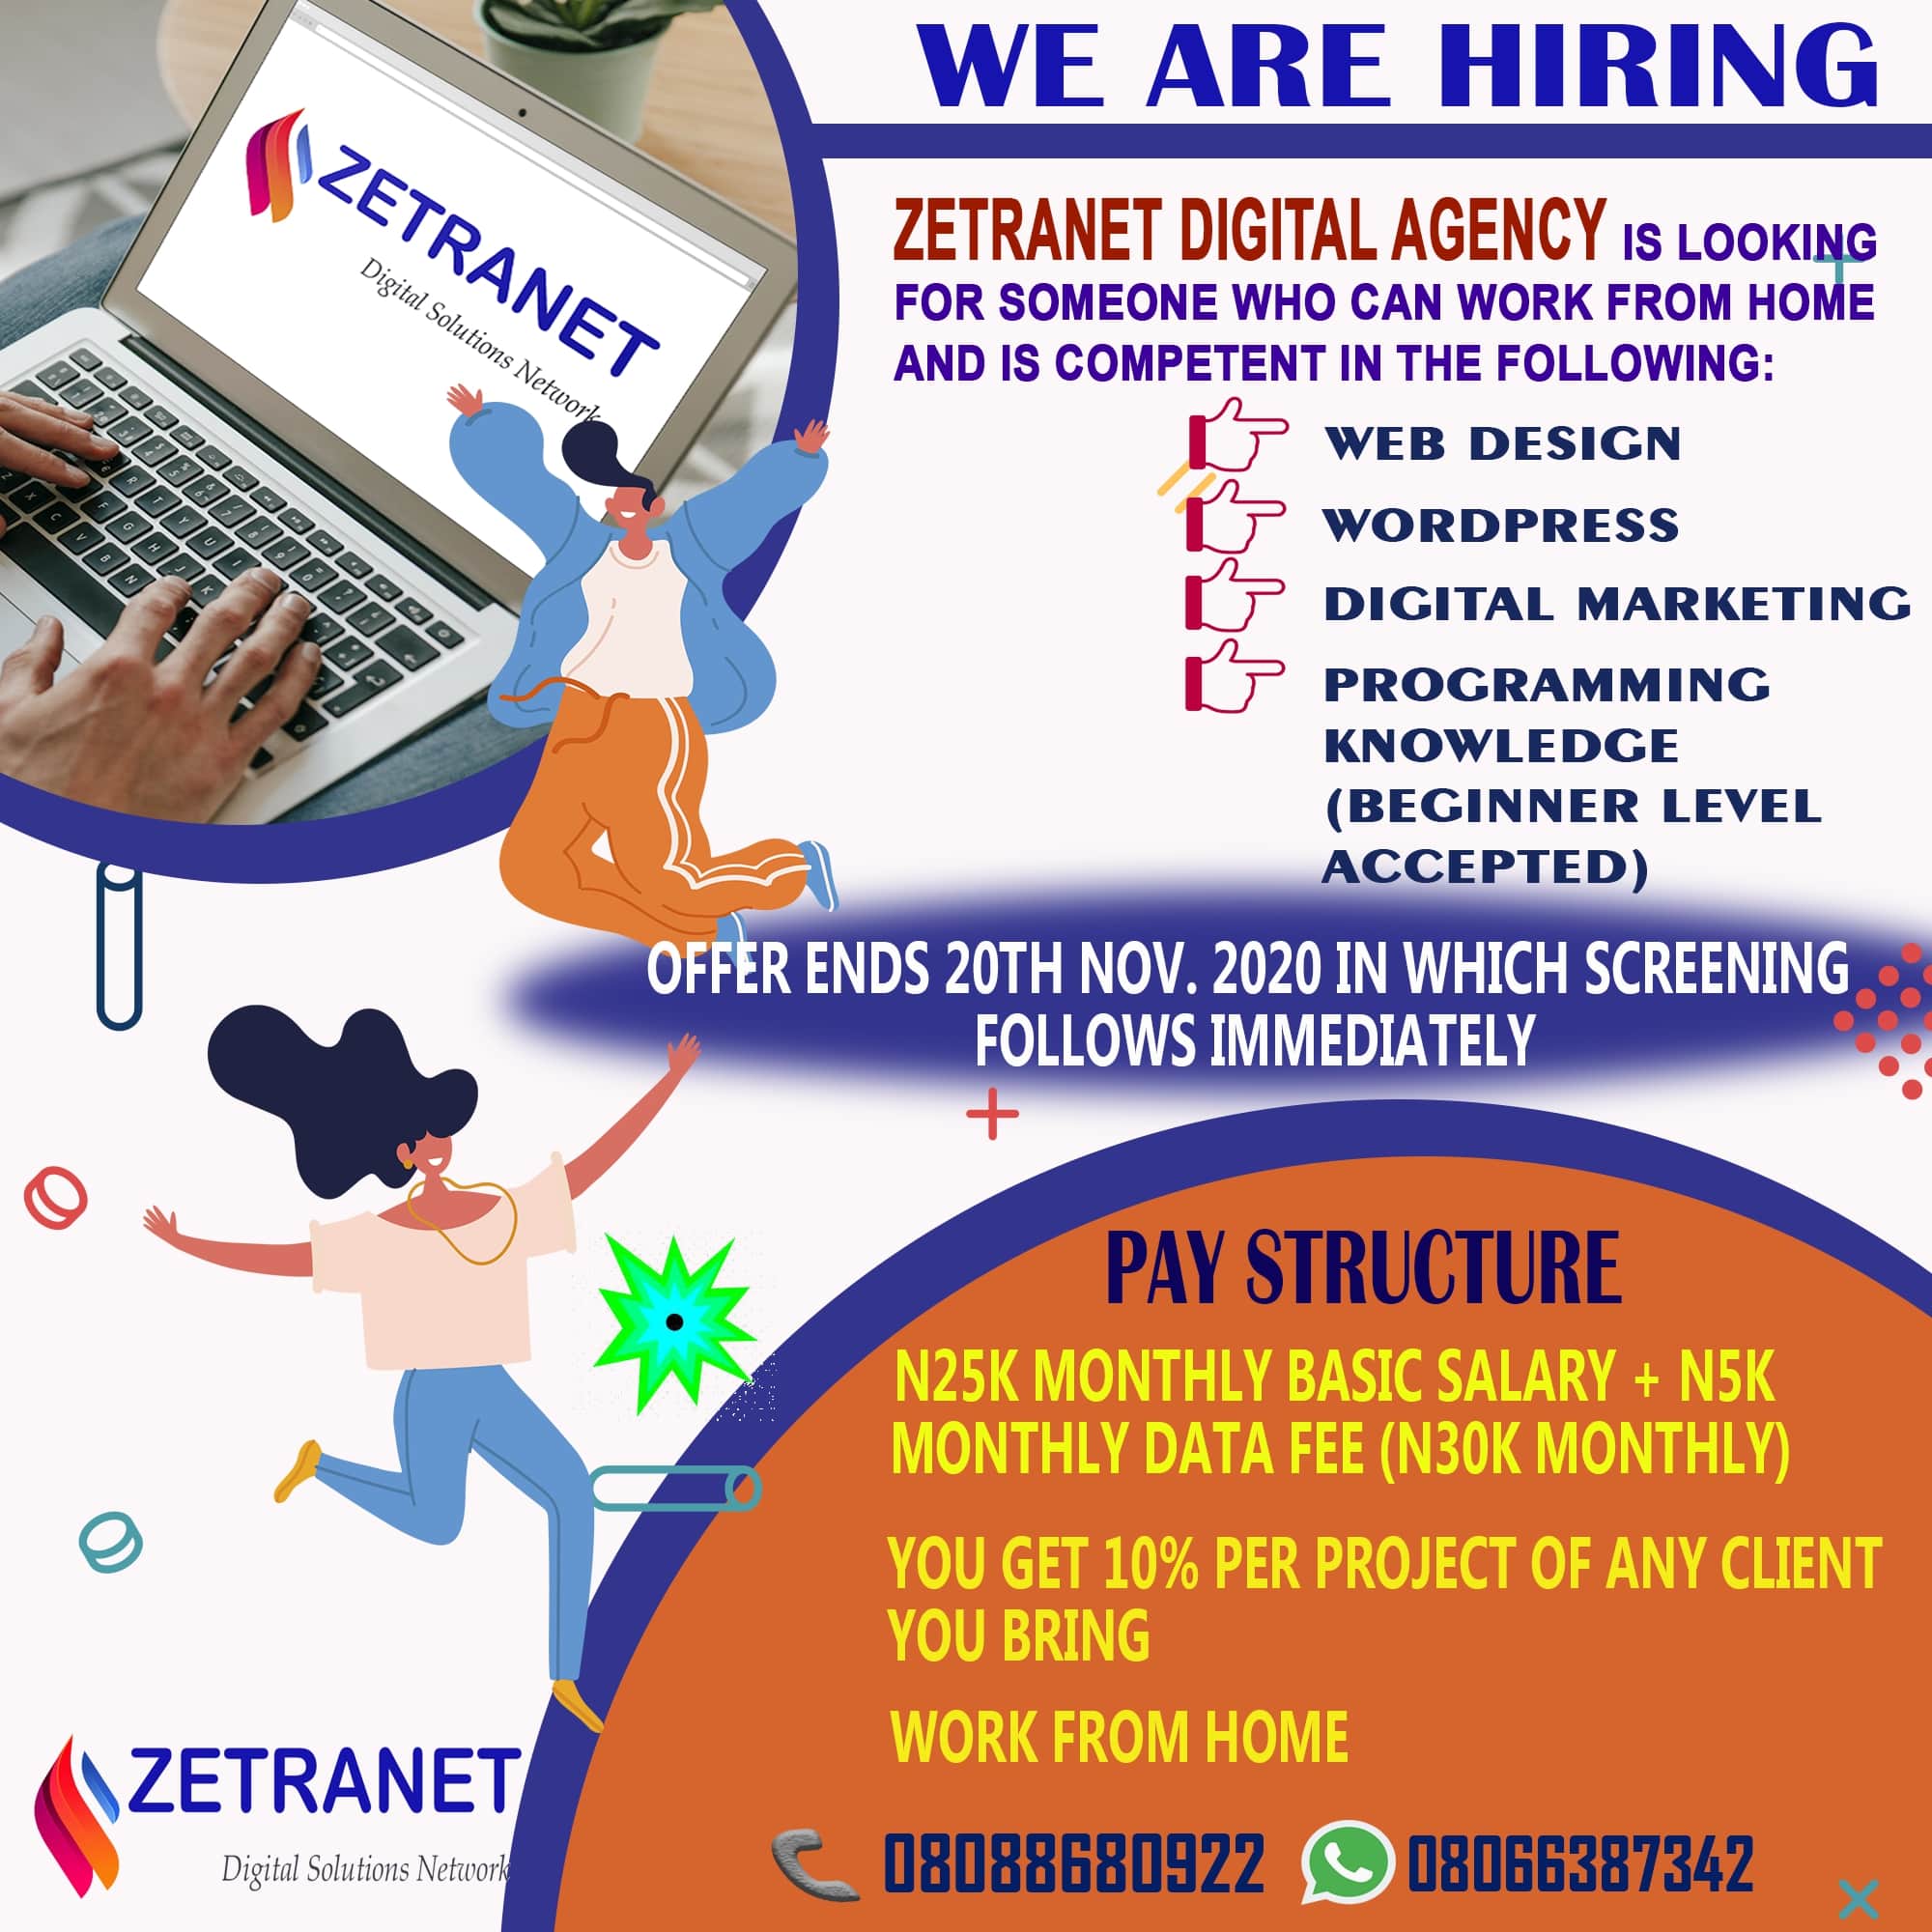 ZETRANET
Digital Solutions Network
WE ARE HIRING
ZETRANET DIGITAL AGENCY IS LOOKING
FOR SOMEONE WHO CAN WORK FROM HOME
AND IS COMPETENT IN THE FOLLOWING:
WEB DESIGN
WORDPRESS
DIGITAL MARKETING
PROGRAMMING
KNOWLEDGE
(BEGINNER LEVEL
ACCEPTED)
OFFER ENDS 20TH NOV. 2020 IN WHICH SCREENING
FOLLOWS IMMEDIATELY
PAY STRUCTURE
N25K MONTHLY BASIC SALARY + N5K
MONTHLY DATA FEE (N30K MONTHLY)
YOU GET 10% PER PROJECT OF ANY CLIENT
YOU BRING
WORK FROM HOME
ZETRANET
Digital Solutions Network
08088680922 08066387342